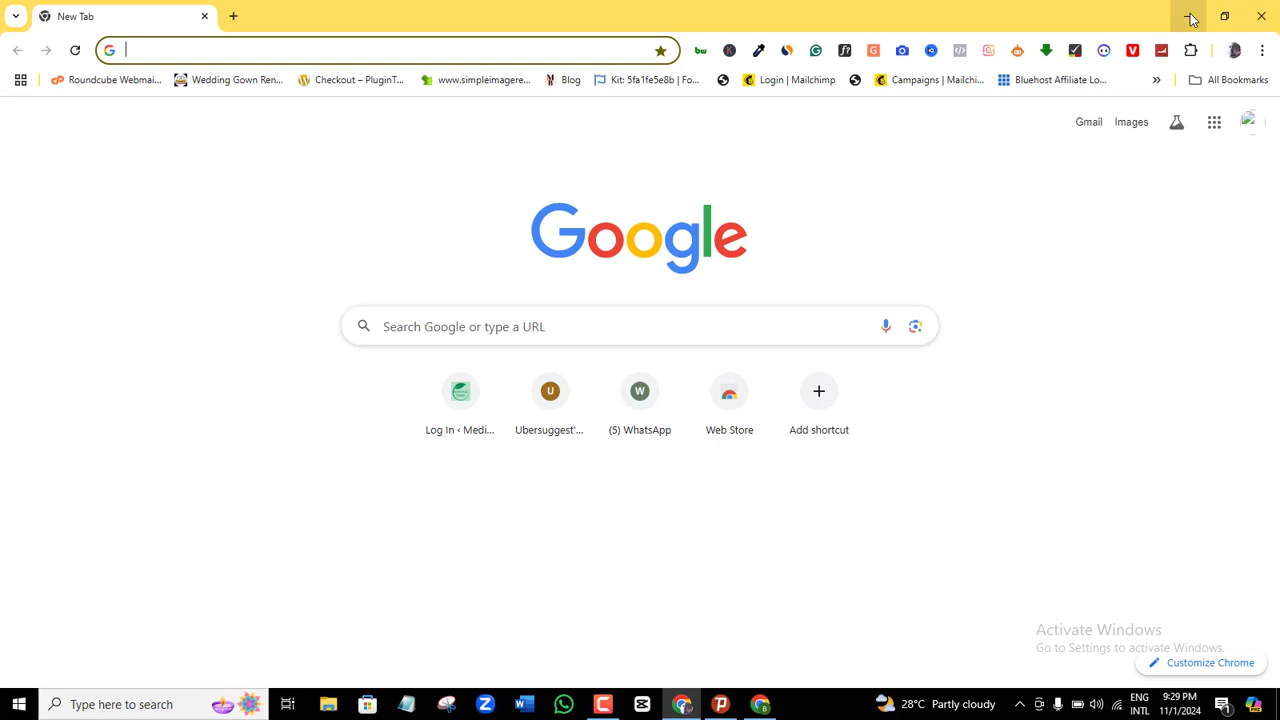 New Tab
Roundcube Webmai...
Wedding Gown Ren...
Checkout – PluginT...
www.simpleimagere...
Blog
Kit: 5fa1fe5e8b | Fo...
Login | Mailchimp
Campaigns | Mailchi...
Bluehost Affiliate Lo...
All Bookmarks
Gmail
Images
Google
Search Google or type a URL
U
W
Log In ‹ Medi...
Ubersuggest'...
(5) WhatsApp
Web Store
Add shortcut
Activate Windows
Go to Settings to activate Windows.
Customize Chrome
Type here to search
28°C Partly cloudy
ENG
INTL
9:29 PM
11/1/2024